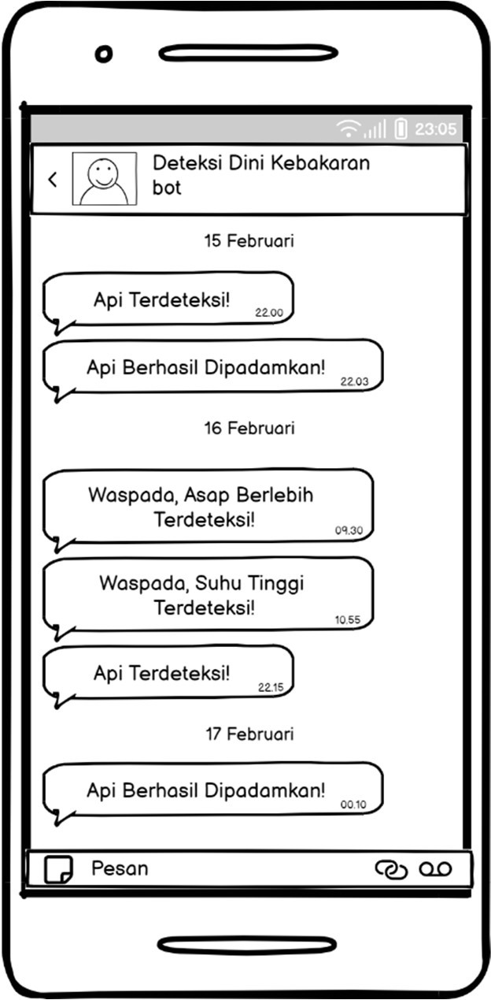 23:05
Deteksi Dini Kebakaran
bot
15 Februari
Api Terdeteksi!
22.00
Api Berhasil Dipadamkan!
22.03
16 Februari
Waspada, Asap Berlebih
Terdeteksi!
09.30
Waspada, Suhu Tinggi
Terdeteksi!
10.55
Api Terdeteksi!
22.15
17 Februari
Api Berhasil Dipadamkan!
00.10
Pesan